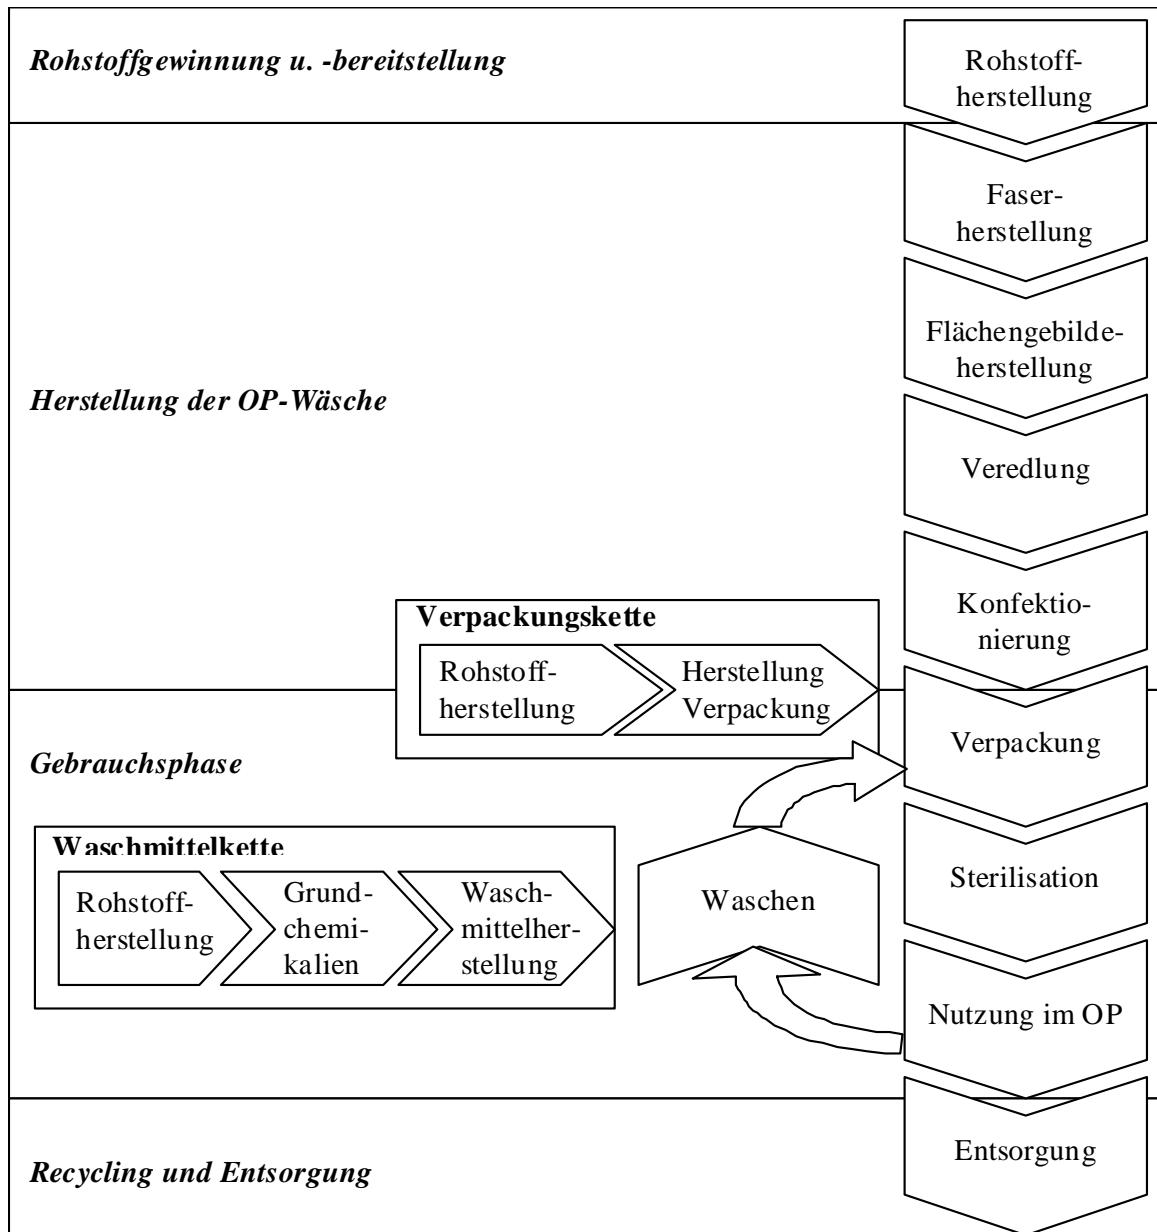 Rohstoffgewinnung u. -bereitstellung
Rohstoff-
herstellung
Faser-
herstellung
Flächengebilde-
herstellung
Herstellung der OP-Wäsche
Veredlung
Konfektio-
nierung
Verpackungskette
Rohstoff-
herstellung
Herstellung
Verpackung
Verpackung
Gebrauchsphase
Waschmittelkette
Rohstoff-
herstellung
Grund-
chemi-
kalien
Wasch-
mittelher-
stellung
Waschen
Sterilisation
Nutzung im OP
Entsorgung
Recycling und Entsorgung